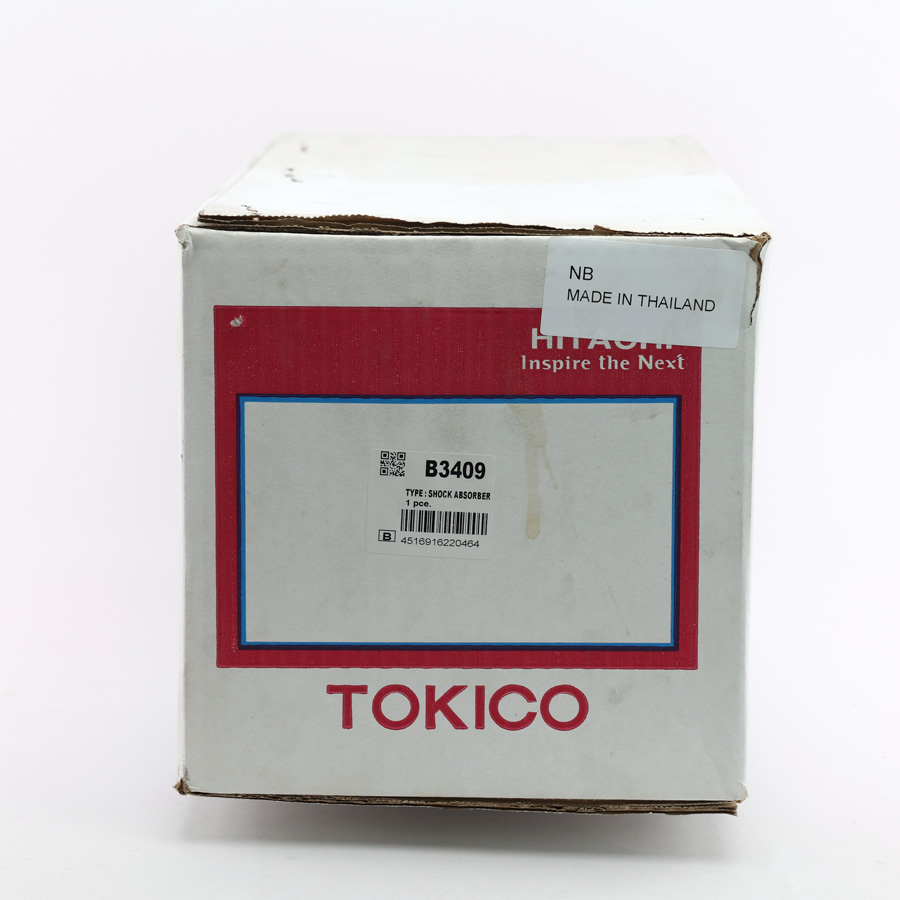 NB
MADE IN THAILAND
HITACHI
Inspire the Next
B3409
TYPE : SHOCK ABSORBER
1 pce.
B 4516916220464
TOKICO